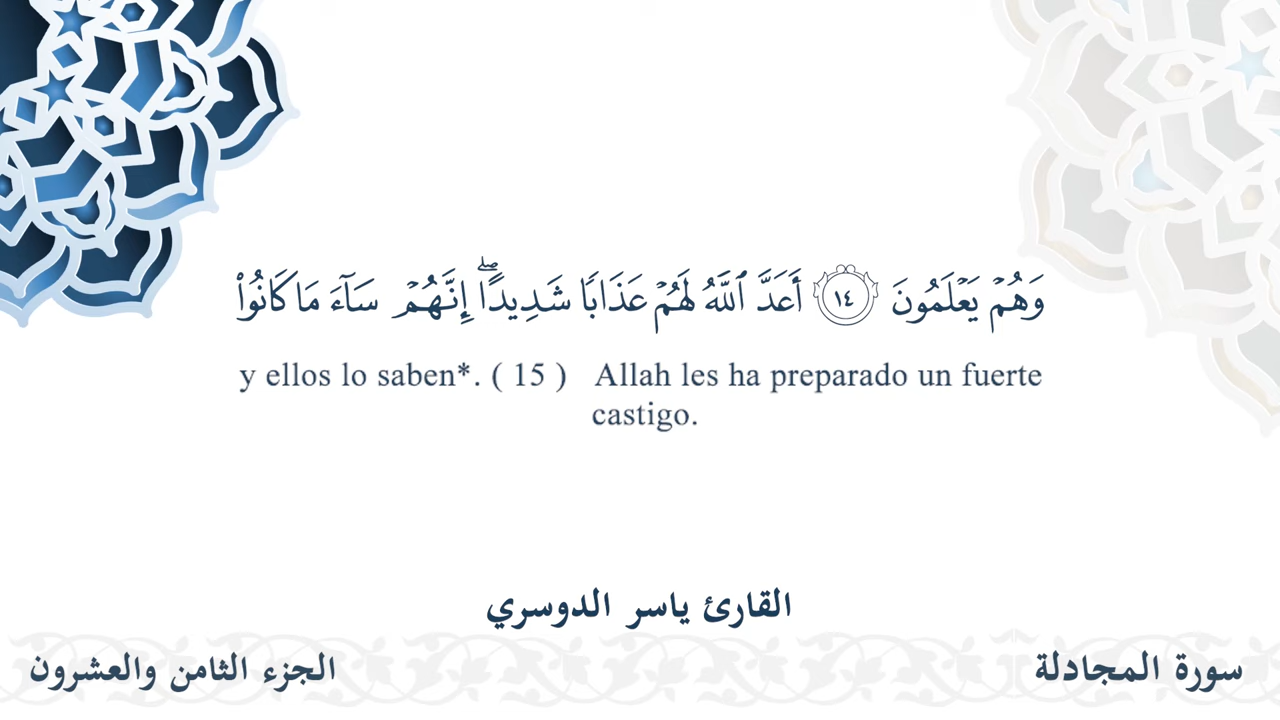 وَهُمۡ يَعۡلَمُونَ ١٤ أَعَدَّ ٱللَّهُ لَهُمۡ عَذَابٗا شَدِيدًاۖ إِنَّهُمۡ سَآءَ مَا كَانُواْ
y ellos lo saben*. ( 15 ) Allah les ha preparado un fuerte
castigo.
القارئ ياسر الدوسري
سورة المجادلة
الجزء الثامن والعشرون